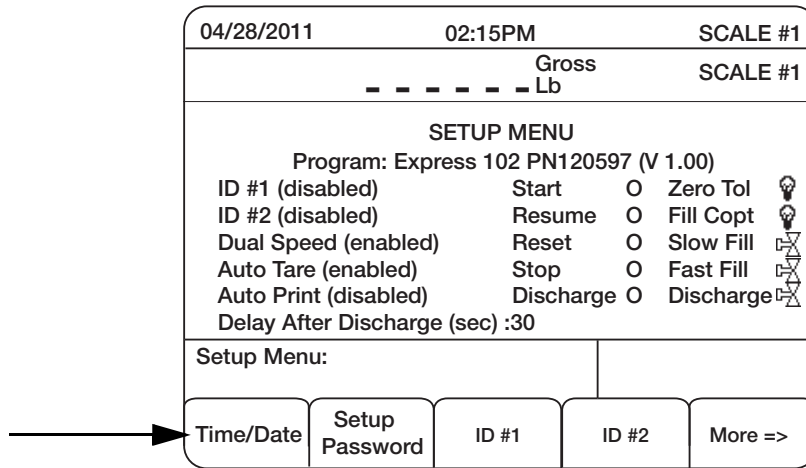 04/28/2011 02:15PM SCALE #1
Gross SCALE #1
_ _ _ _ _ _ Lb
SETUP MENU
Program: Express 102 PN120597 (V 1.00)
ID #1 (disabled) Start O Zero Tol
ID #2 (disabled) Resume O Fill Copt
Dual Speed (enabled) Reset O Slow Fill
Auto Tare (enabled) Stop O Fast Fill
Auto Print (disabled) Discharge O Discharge
Delay After Discharge (sec) :30
Setup Menu:
Time/Date Setup Password ID #1 ID #2 More =>